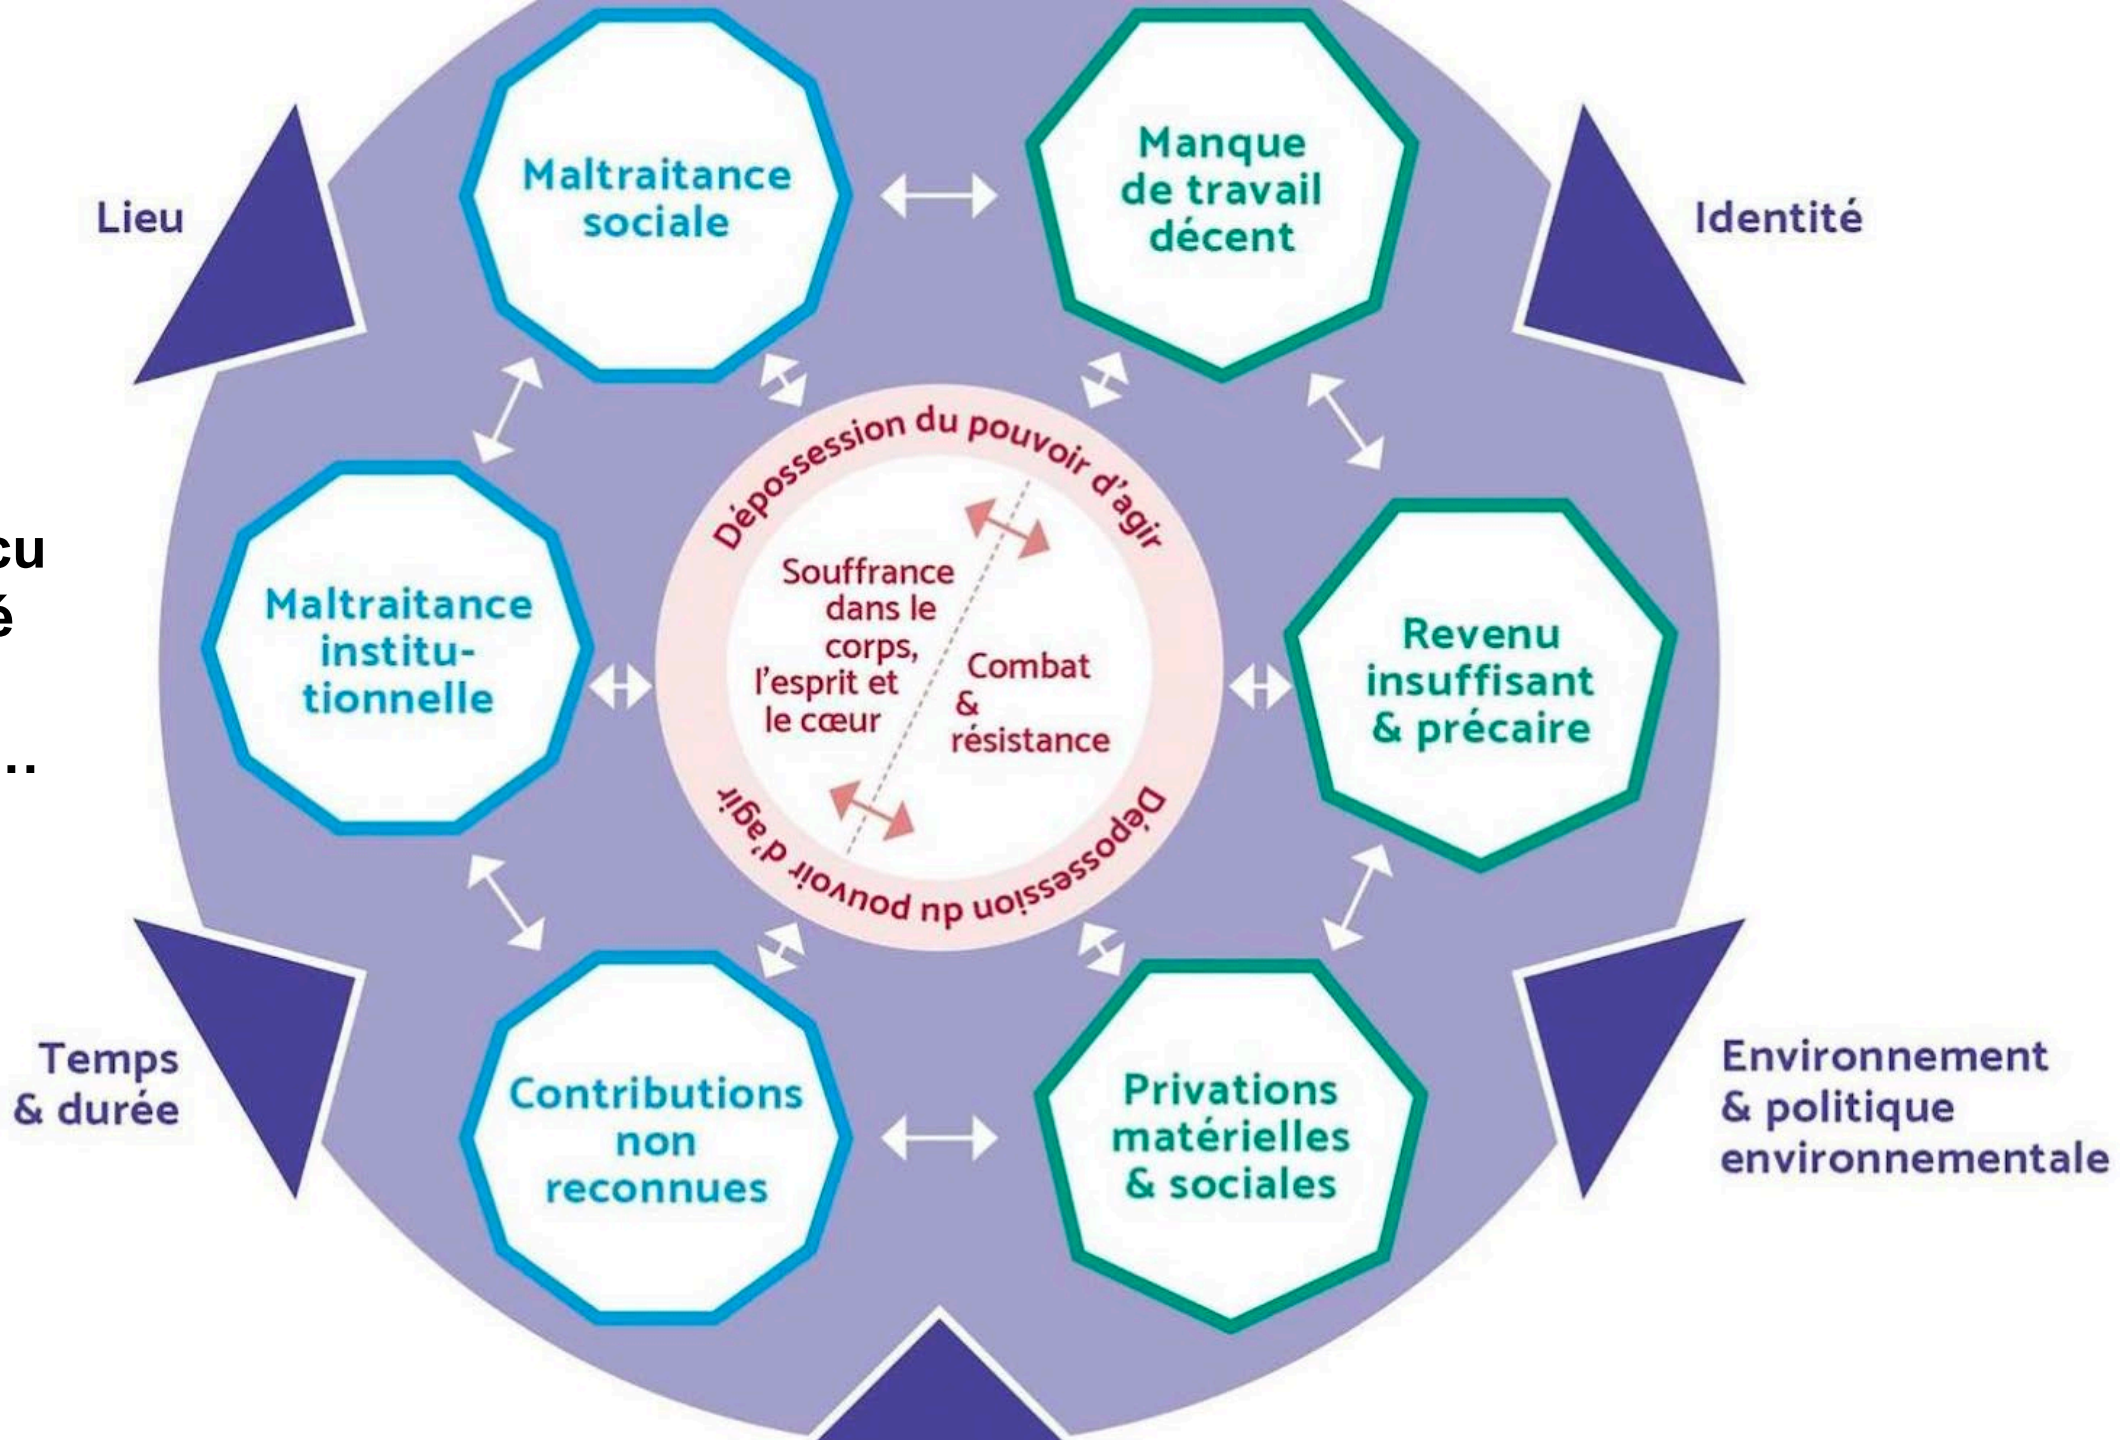 Maltraitance
sociale
Manque
de travail
décent
Lieu
Identité
Dépossession du pouvoir d'agir
Souffrance
dans le
corps,
l'esprit et
le cœur
Combat
&
résistance
Dépossession du pouvoir d'agir
Maltraitance
institu-
tionnelle
Revenu
insuffisant
& précaire
cu
é
...
Temps
& durée
Contributions
non
reconnues
Privations
matérielles
& sociales
Environnement
& politique
environnementale